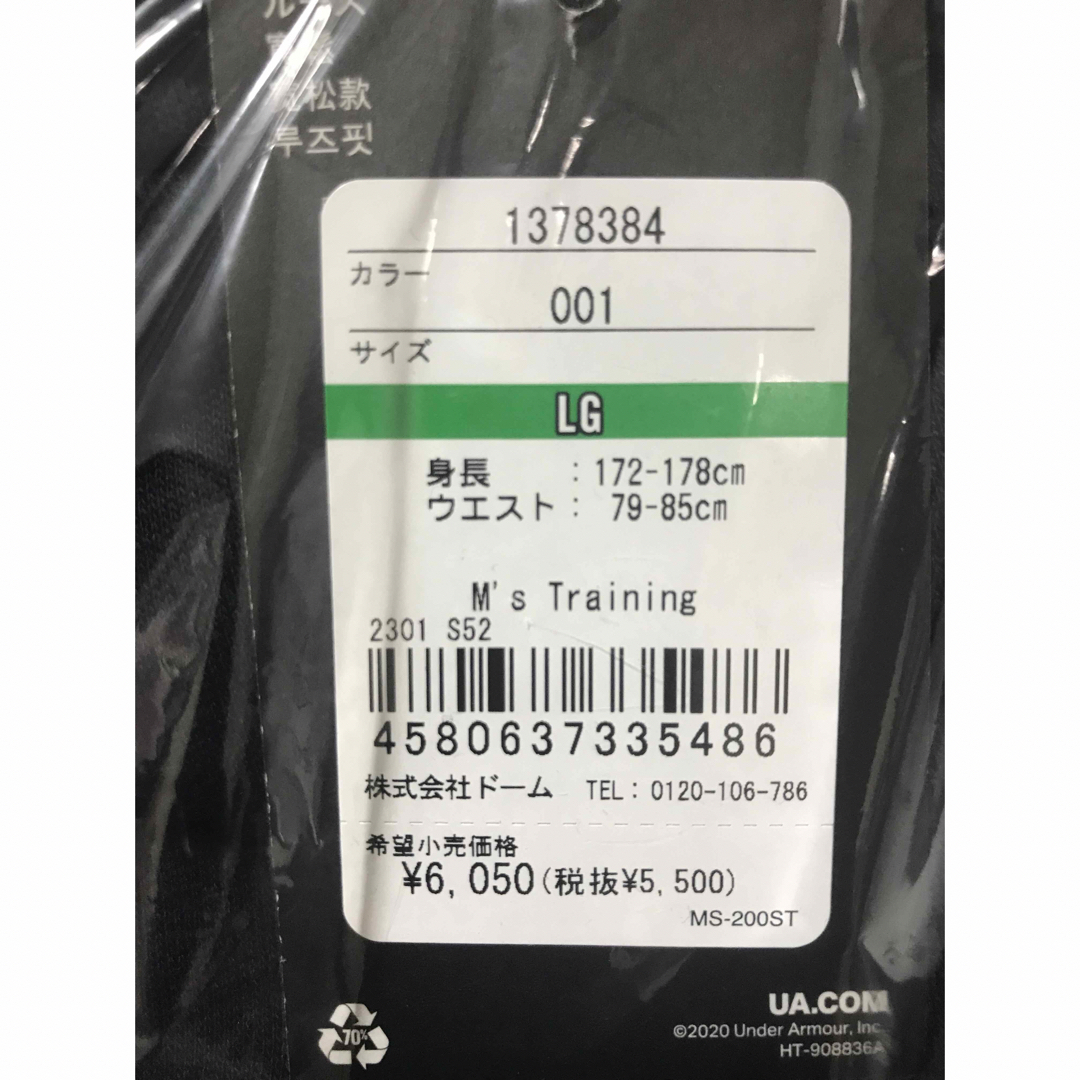 松款
루즈핏
1378384
カラー
001
サイズ
LG
身長 : 172-178cm
ウエスト : 79-85cm
M's Training
2301 S52
4580637335486
株式会社ドーム TEL: 0120-106-786
希望小売価格
¥6,050(税抜¥5,500)
MS-200ST
70%
UA.COM
©2020 Under Armour, Inc.
HT-908836A